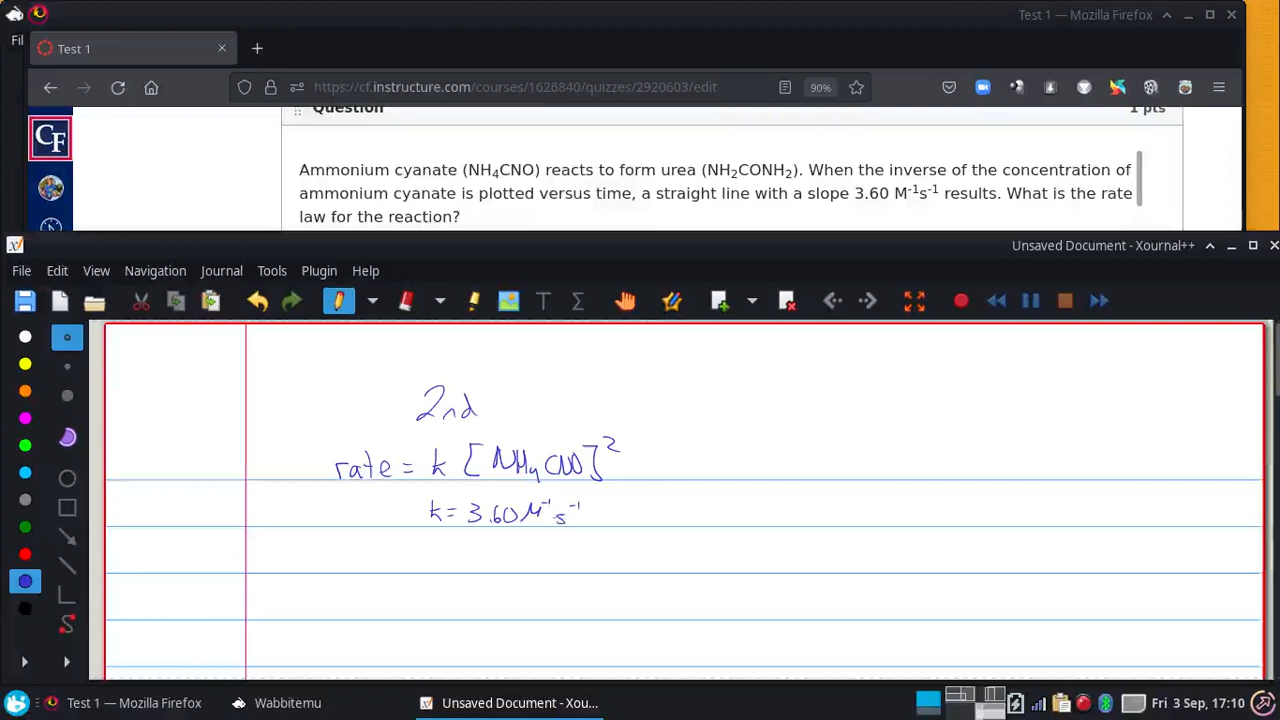 Test 1 — Mozilla Firefox
Fil
Test 1
https://cf.instructure.com/courses/1626840/quizzes/2920603/edit
90%
Question
1 pts
CF
Ammonium cyanate (NH₄CNO) reacts to form urea (NH₂CONH₂). When the inverse of the concentration of
ammonium cyanate is plotted versus time, a straight line with a slope 3.60 M⁻¹s⁻¹ results. What is the rate
law for the reaction?
Unsaved Document - Xournal++
File Edit View Navigation Journal Tools Plugin Help
2nd
rate = k [NH₄CNO]²
k = 3.60 M⁻¹s⁻¹
Test 1 — Mozilla Firefox
Wabbitemu
Unsaved Document - Xou...
Fri 3 Sep, 17:10